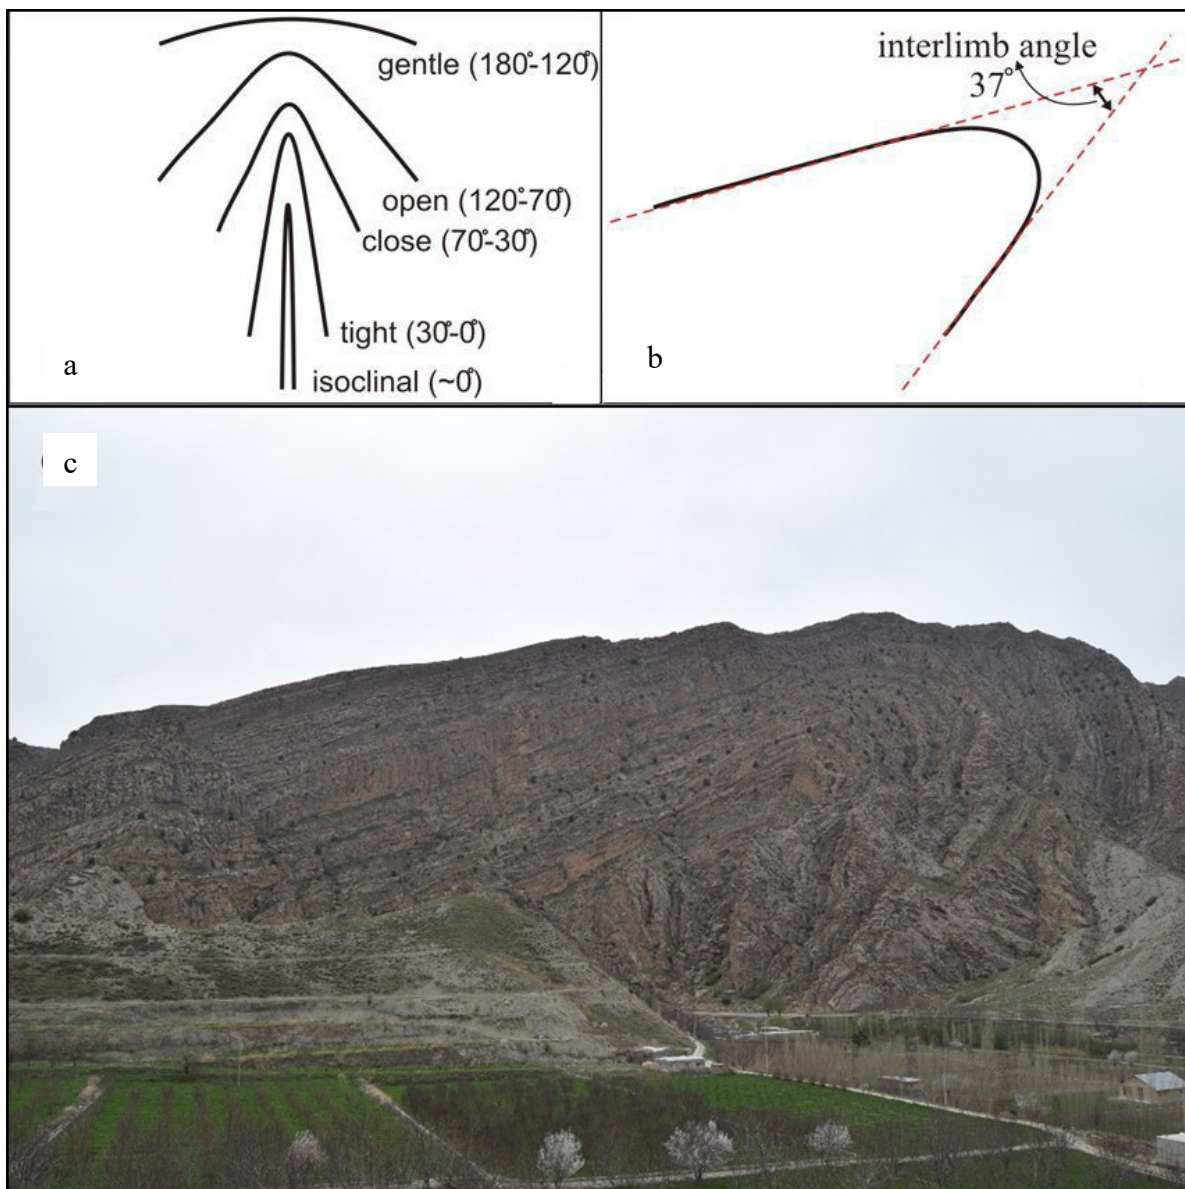 gentle (180°-120°)
open (120°-70°)
close (70°-30°)
tight (30°-0°)
isoclinal (~0°)
a
interlimb angle
37°
b
c